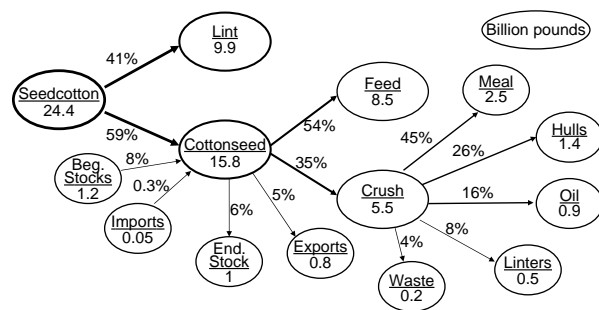 Lint
9.9
Billion pounds
41%
Seedcotton
24.4
Feed
8.5
Meal
2.5
59%
54%
45%
Hulls
1.4
Cottonseed
15.8
35%
26%
Beg.
Stocks
1.2
8%
Crush
5.5
16%
Oil
0.9
0.3%
5%
Imports
0.05
6%
8%
4%
End.
Stock
1
Exports
0.8
Linters
0.5
Waste
0.2